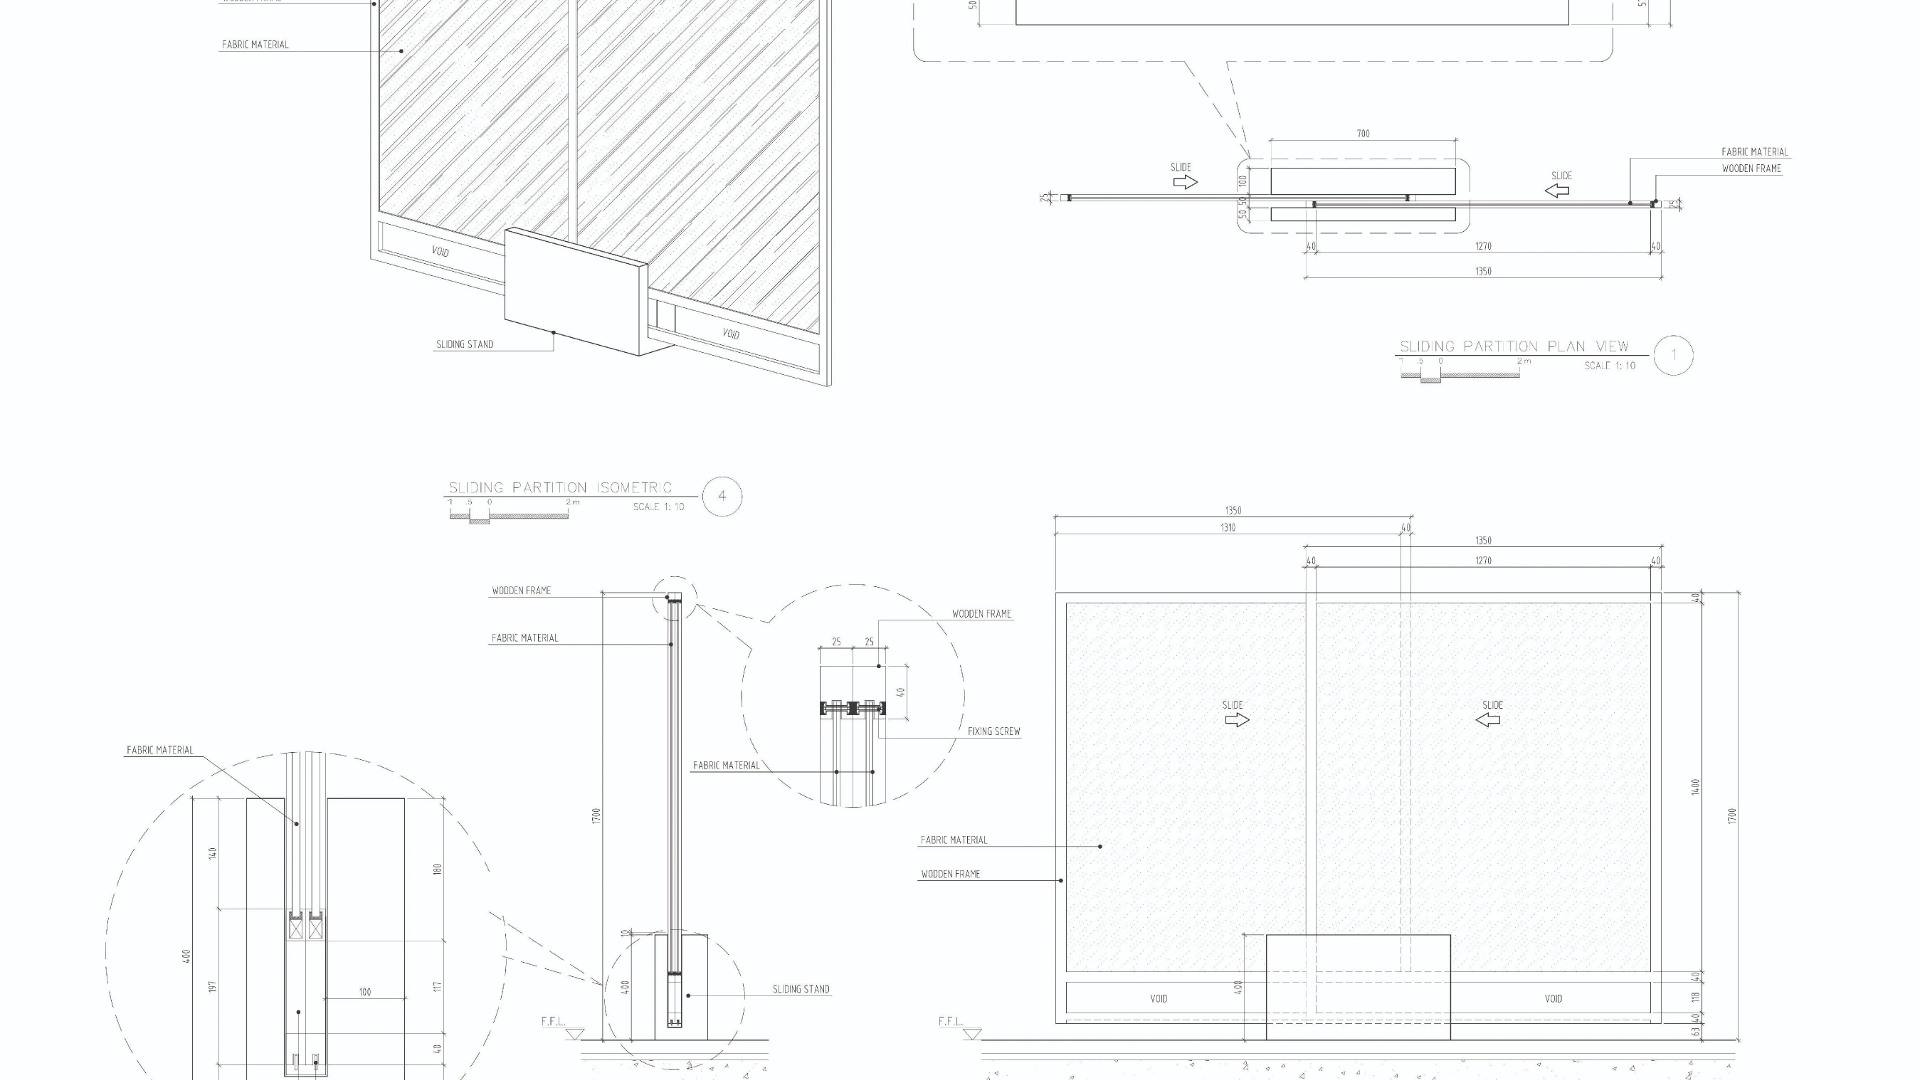 FABRIC MATERIAL
VOID
VOID
SLIDING STAND
SLIDING PARTITION ISOMETRIC
4
1 .5 0 2m
SCALE 1: 10
50
700
SLIDE
SLIDE
FABRIC MATERIAL
WOODEN FRAME
25
100
50
50
25
40
1270
40
1350
SLIDING PARTITION PLAN VIEW
1
1 .5 0 2m
SCALE 1: 10
WOODEN FRAME
FABRIC MATERIAL
1700
10
400
F.F.L.
SLIDING STAND
25
25
WOODEN FRAME
40
FIXING SCREW
FABRIC MATERIAL
FABRIC MATERIAL
140
180
400
197
100
117
40
1350
1310
40
1350
40
1270
40
40
SLIDE
SLIDE
1400
1700
FABRIC MATERIAL
WOODEN FRAME
400
VOID
VOID
40
118
40
63
F.F.L.